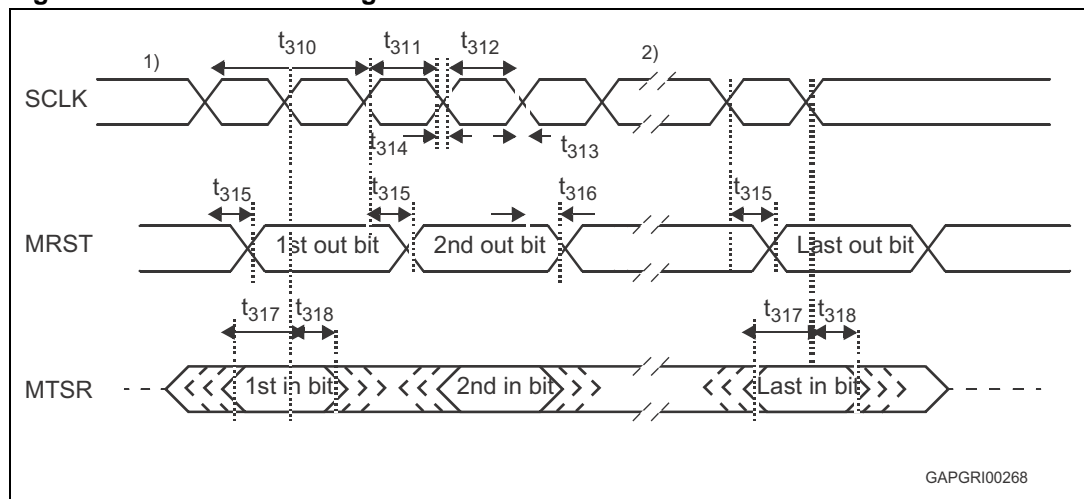 1)
t310
t311
t312
2)
SCLK
t314
t313
t315
t315
t316
t315
MRST
1st out bit
2nd out bit
Last out bit
t317
t318
t317
t318
MTSR
1st in bit
2nd in bit
Last in bit
GAPGRI00268